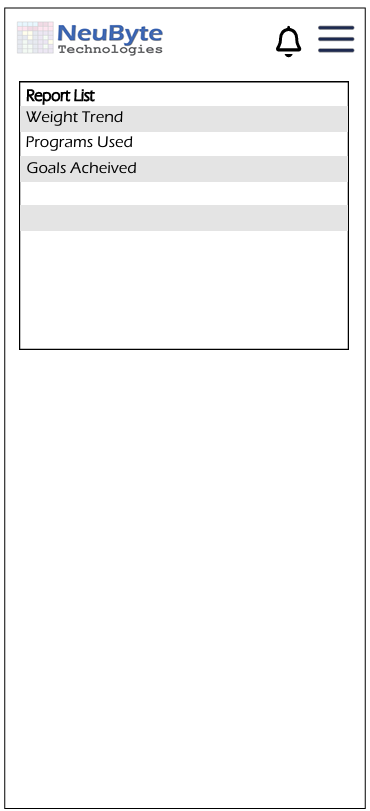 NeuByte
Technologies
Report List
Weight Trend
Programs Used
Goals Acheived